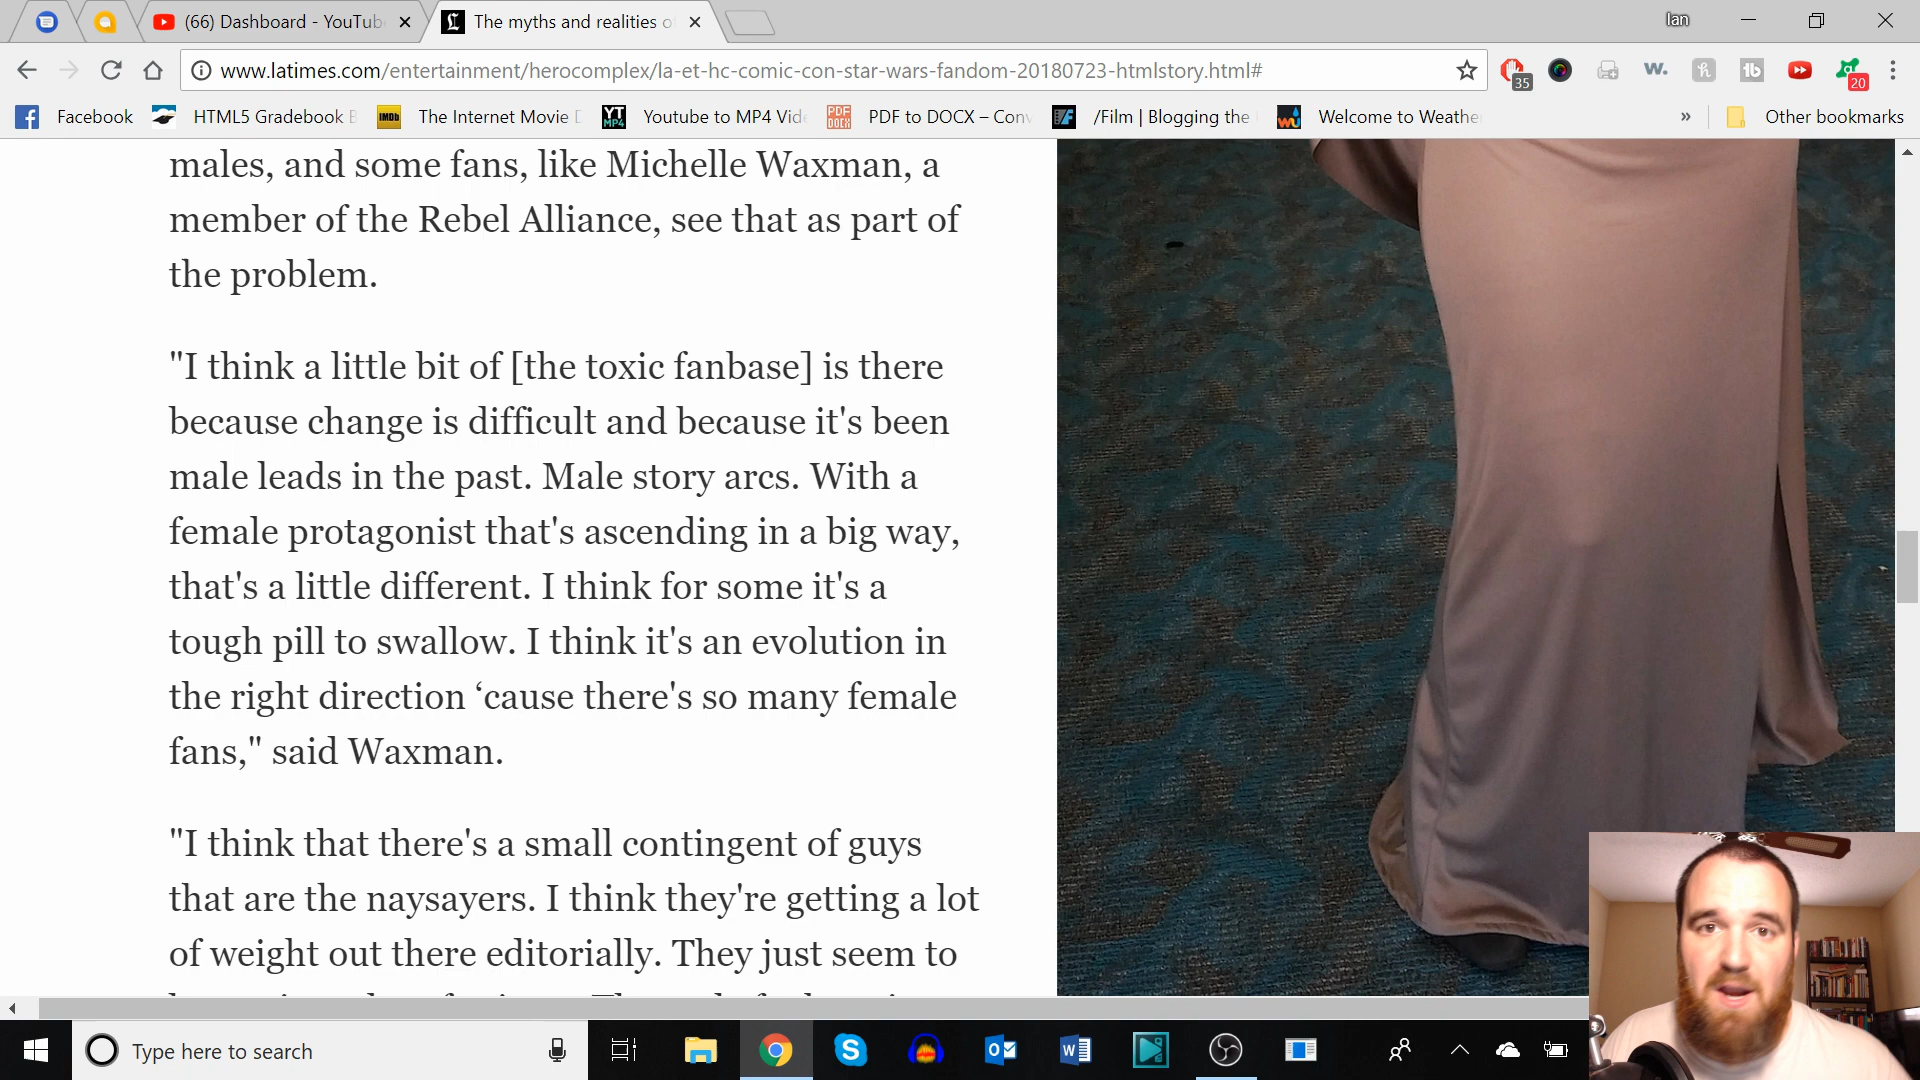 (66) Dashboard - YouTub
The myths and realities o
Ian
www.latimes.com/entertainment/herocomplex/la-et-hc-comic-con-star-wars-fandom-20180723-htmlstory.html#
35
w.
h
tb
20
Facebook
HTML5 Gradebook
IMDb
The Internet Movie
YT MP4
Youtube to MP4 Vid
PDF DOCX
PDF to DOCX – Con
/Film | Blogging the
Welcome to Weathe
»
Other bookmarks
males, and some fans, like Michelle Waxman, a
member of the Rebel Alliance, see that as part of
the problem.
"I think a little bit of [the toxic fanbase] is there
because change is difficult and because it's been
male leads in the past. Male story arcs. With a
female protagonist that's ascending in a big way,
that's a little different. I think for some it's a
tough pill to swallow. I think it's an evolution in
the right direction ‘cause there's so many female
fans," said Waxman.
"I think that there's a small contingent of guys
that are the naysayers. I think they're getting a lot
of weight out there editorially. They just seem to
Type here to search